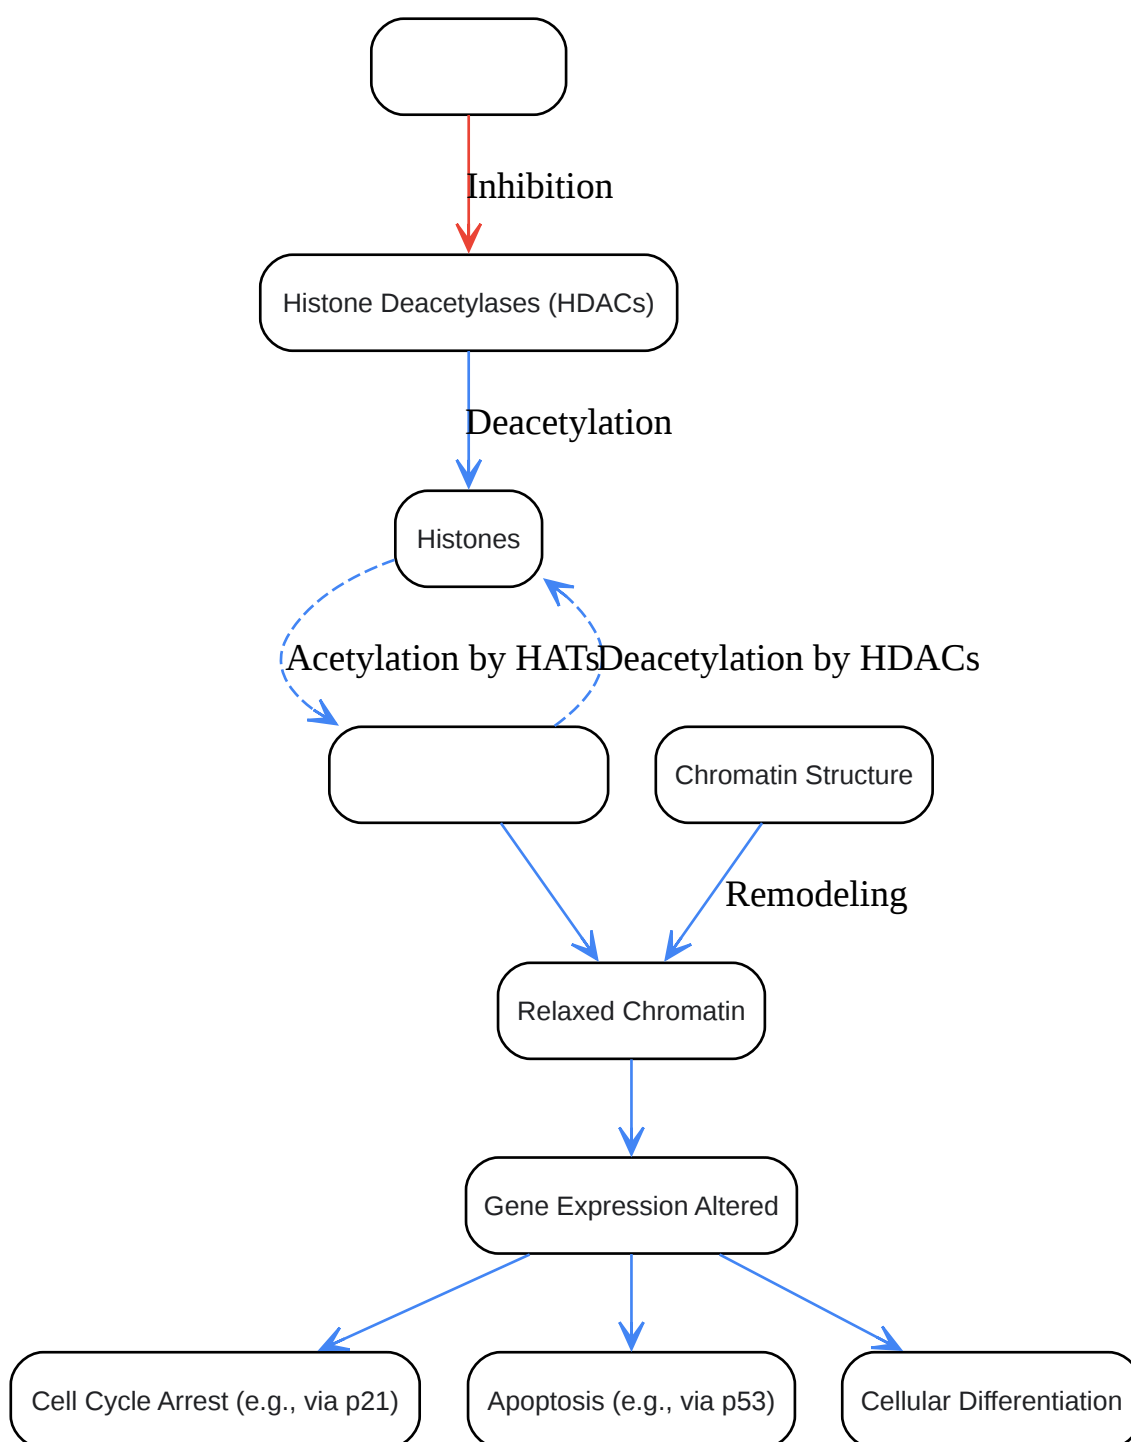 Inhibition
Histone Deacetylases (HDACs)
Deacetylation
Histones
Acetylation by HATs
Deacetylation by HDACs
Chromatin Structure
Remodeling
Relaxed Chromatin
Gene Expression Altered
Cell Cycle Arrest (e.g., via p21)
Apoptosis (e.g., via p53)
Cellular Differentiation